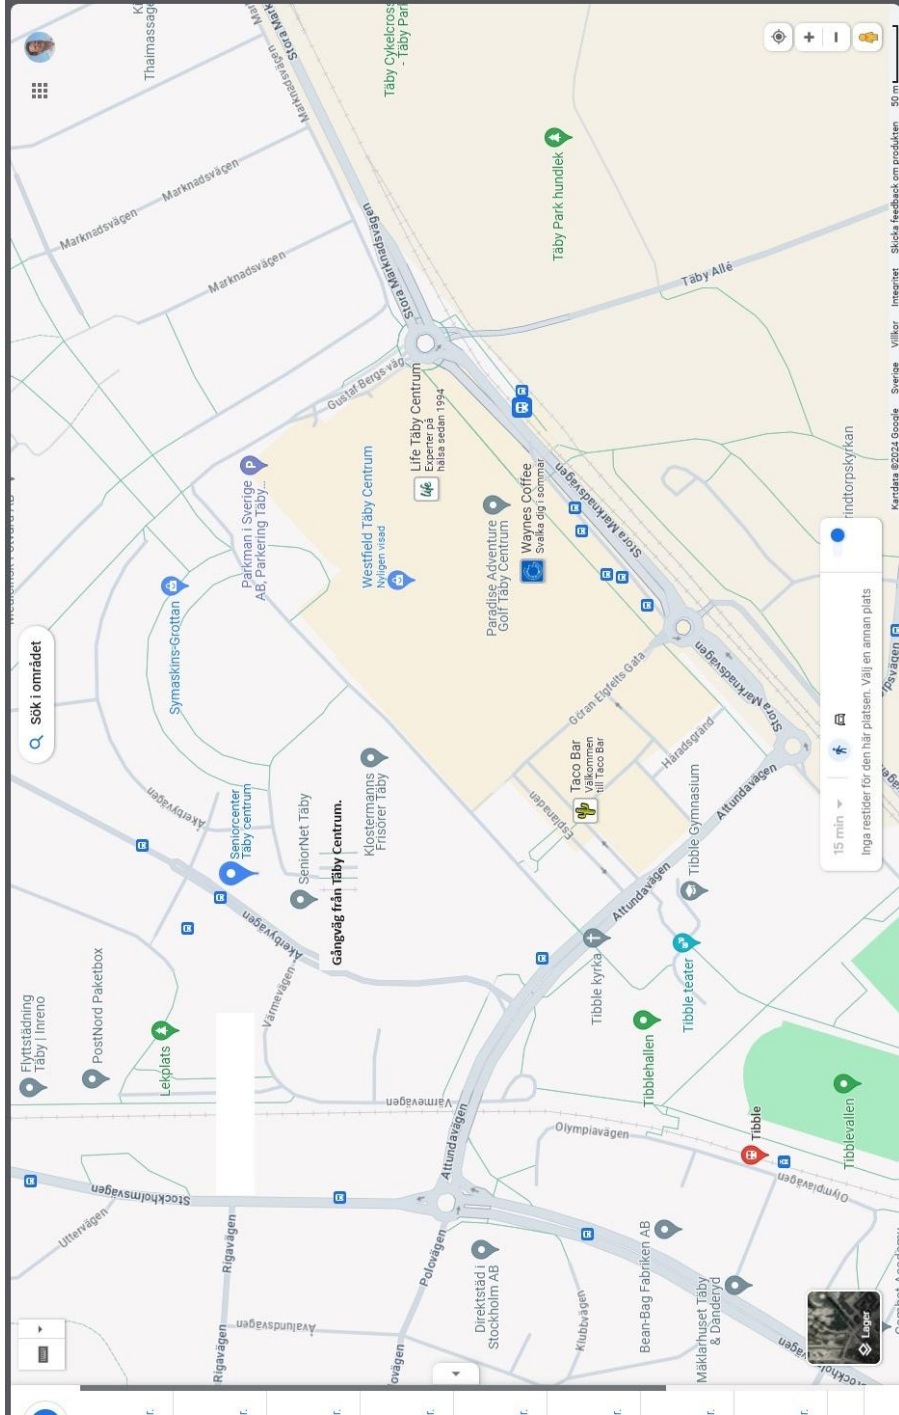 Sök i området
Thaimassage
Marknadsvägen
Stora Marknadsvägen
Marknadsvägen
Marknadsvägen
Marknadsvägen
Marknadsvägen
Täby Cykelcross
- Täby Park
Täby Park hundlek
Täby Allé
Stora Marknadsvägen
Gustaf Bergs väg
Life Täby Centrum
Experter på
hälsa sedan 1994
Parkman i Sverige
AB, Parkering Täby...
Westfield Täby Centrum
Nyligen visad
Paradise Adventure
Golf Täby Centrum
Waynes Coffee
Svalka dig i sommar
Stora Marknadsvägen
Symaskins-Grottan
Göran Elgfelts Gata
Stora Marknadsvägen
Taco Bar
Välkommen
till Taco Bar
Häradsgränd
Esplanaden
Klostermanns
Frisörer Täby
Åkerbyvägen
Seniorcenter
Täby centrum
SeniorNet Täby
Gångväg från Täby Centrum.
Tibble Gymnasium
Attundavägen
Attundavägen
Åkerbyvägen
Tibble kyrka
Tibble teater
Tibblehallen
Tibblevallen
Flyttstädning
Täby | Inreno
PostNord Paketbox
Lekplats
Värmevägen
Värmevägen
Attundavägen
Olympiavägen
Tibble
Olympiavägen
Stockholmsvägen
Uttervägen
Rigavägen
Rigavägen
Avalundsvägen
Polovägen
Direktstäd i
Stockholm AB
Klubbvägen
Bean-Bag Fabriken AB
Mäklarhuset Täby
& Danderyd
Lager
15 min
Inga restider för den här platsen. Välj en annan plats
Kartdata ©2024 Google Sverige Villkor Integritet Skicka feedback om produkten 50 m